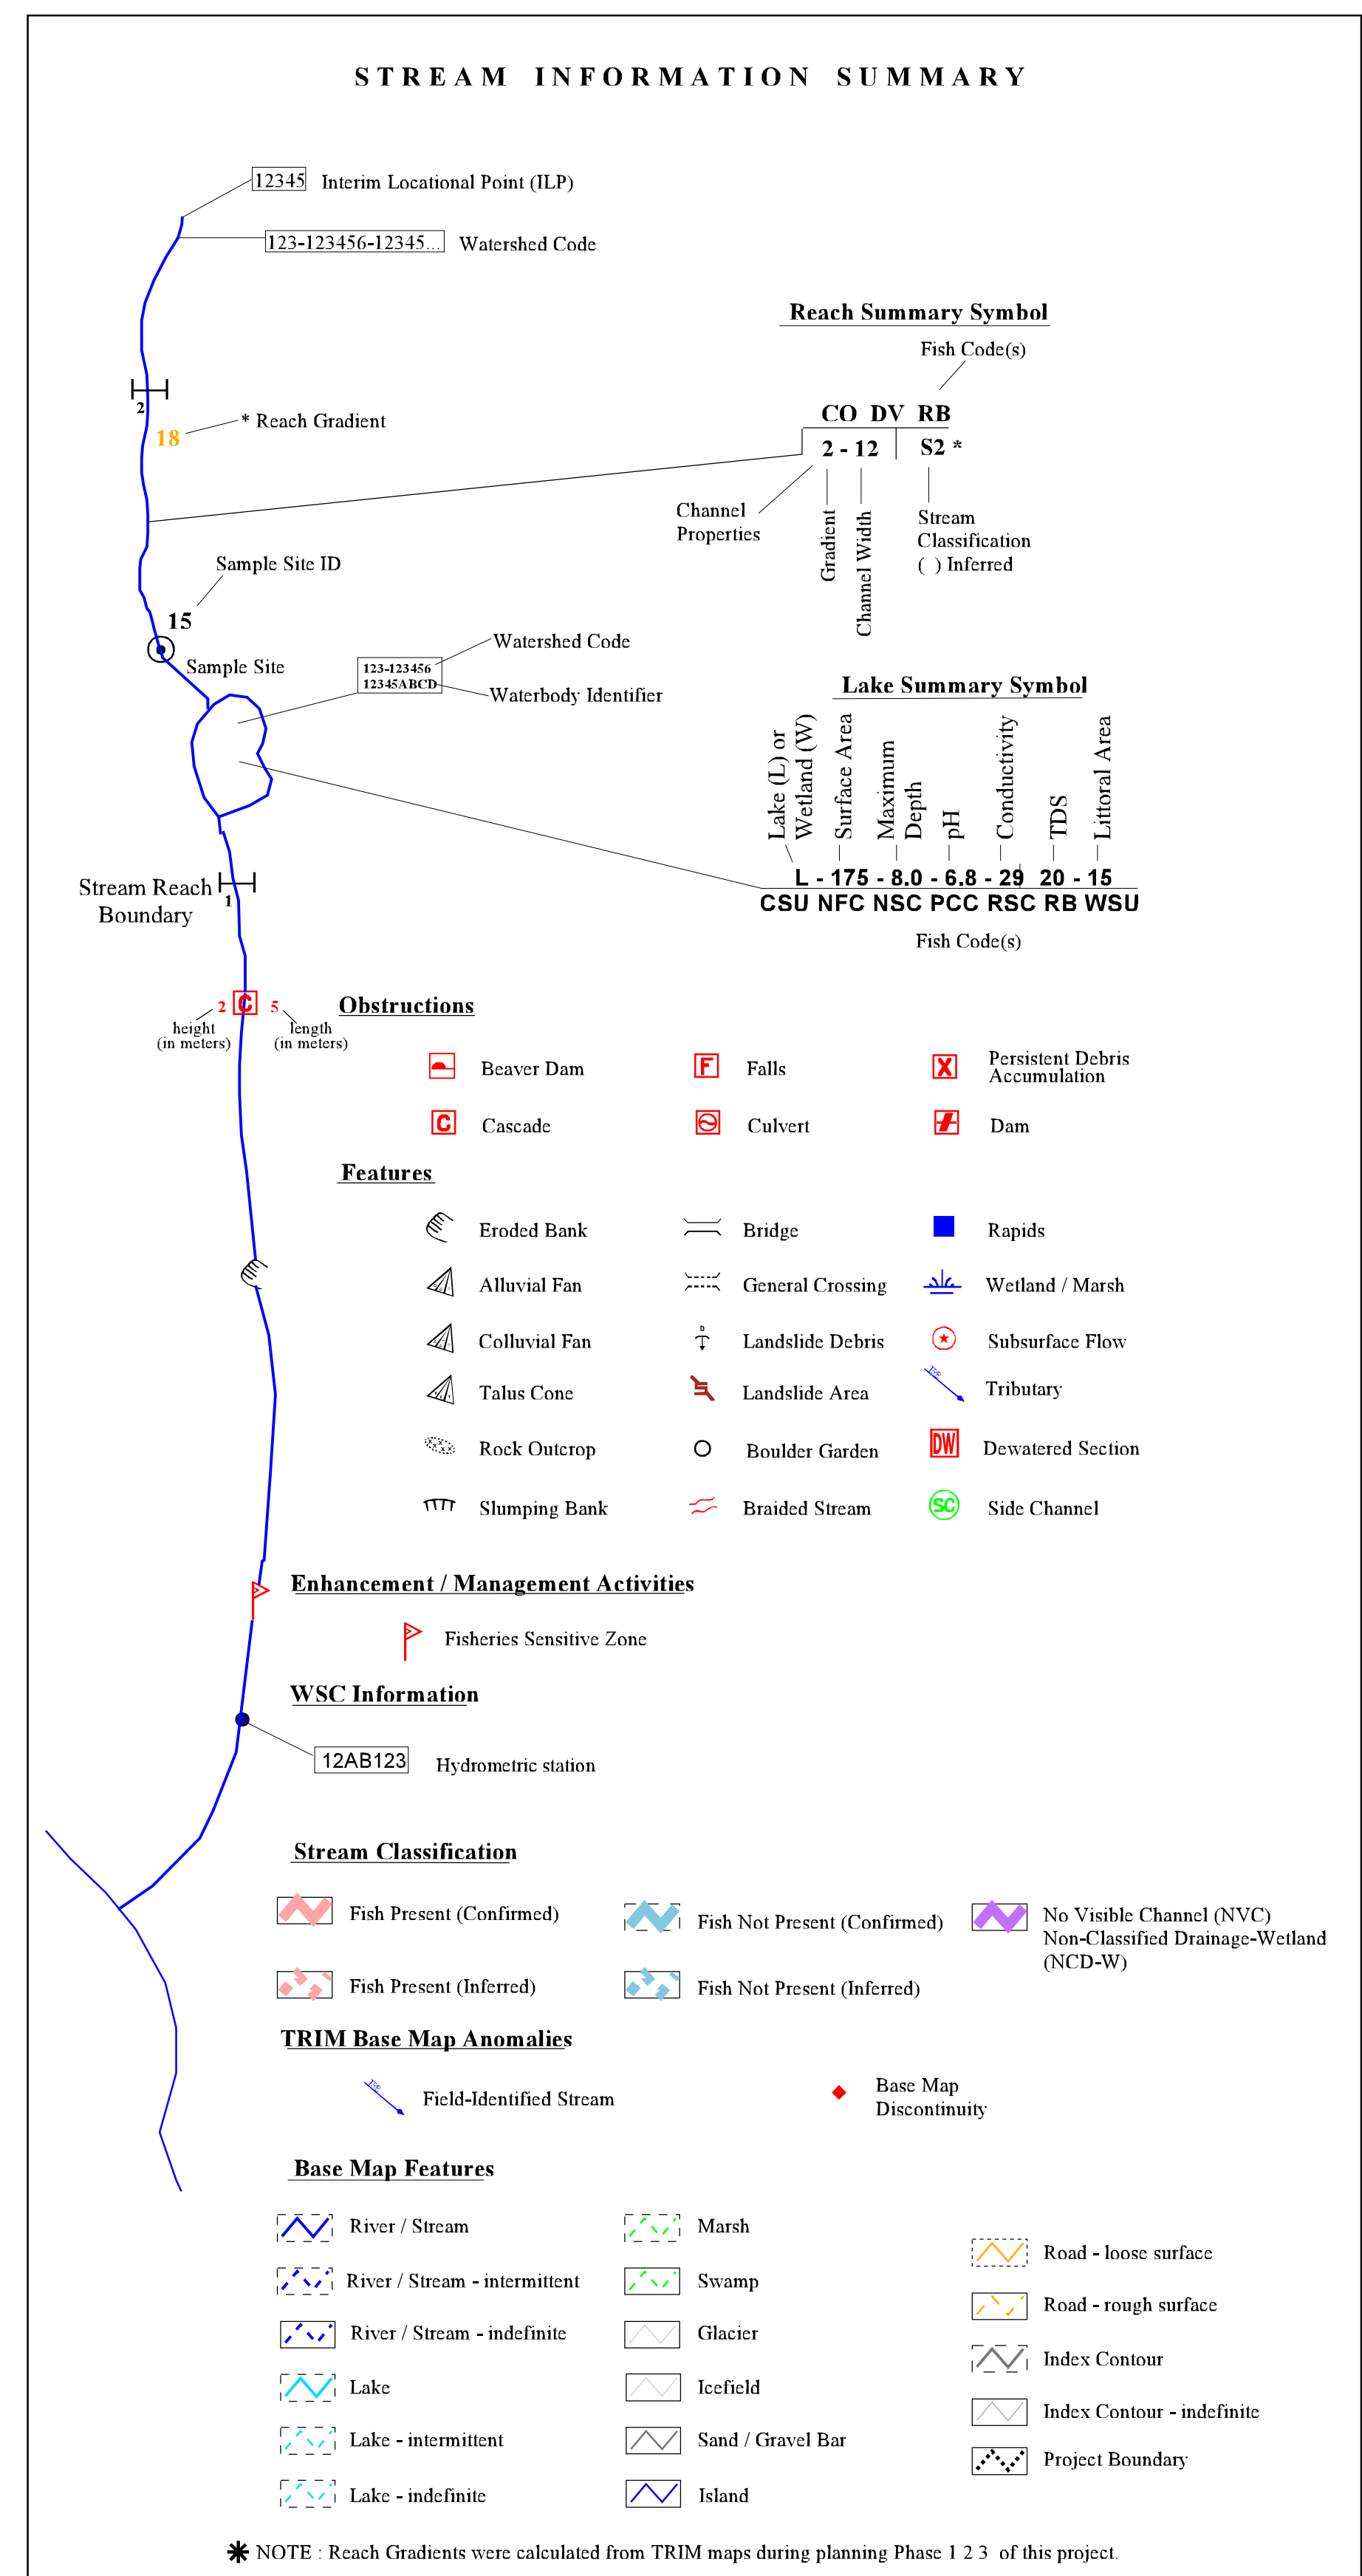 STREAM INFORMATION SUMMARY
12345 Interim Locational Point (ILP)
123-123456-12345... Watershed Code
Reach Summary Symbol
Fish Code(s)
CO DV RB
2 - 12 S2 *
Channel
Properties
Gradient
Channel Width
Stream
Classification
( ) Inferred
2
18
* Reach Gradient
Sample Site ID
15
Sample Site
123-123456
12345ABCD
Watershed Code
Waterbody Identifier
Lake Summary Symbol
Lake (L) or
Wetland (W)
Surface Area
Maximum
Depth
pH
Conductivity
TDS
Littoral Area
L - 175 - 8.0 - 6.8 - 29 20 - 15
CSU NFC NSC PCC RSC RB WSU
Fish Code(s)
Stream Reach
Boundary
1
2 C 5
height
(in meters)
length
(in meters)
Obstructions
Beaver Dam
F Falls
X Persistent Debris
Accumulation
C Cascade
Culvert
Dam
Features
Eroded Bank
Bridge
Rapids
Alluvial Fan
General Crossing
Wetland / Marsh
Colluvial Fan
D Landslide Debris
Subsurface Flow
Talus Cone
Landslide Area
Tributary
Rock Outcrop
Boulder Garden
DW Dewatered Section
Slumping Bank
Braided Stream
SC Side Channel
Enhancement / Management Activities
Fisheries Sensitive Zone
WSC Information
12AB123 Hydrometric station
Stream Classification
Fish Present (Confirmed)
Fish Not Present (Confirmed)
No Visible Channel (NVC)
Non-Classified Drainage-Wetland
(NCD-W)
Fish Present (Inferred)
Fish Not Present (Inferred)
TRIM Base Map Anomalies
Field-Identified Stream
Base Map
Discontinuity
Base Map Features
River / Stream
Marsh
Road - loose surface
River / Stream - intermittent
Swamp
Road - rough surface
River / Stream - indefinite
Glacier
Index Contour
Lake
Icefield
Index Contour - indefinite
Lake - intermittent
Sand / Gravel Bar
Project Boundary
Lake - indefinite
Island
* NOTE : Reach Gradients were calculated from TRIM maps during planning Phase 1 2 3 of this project.